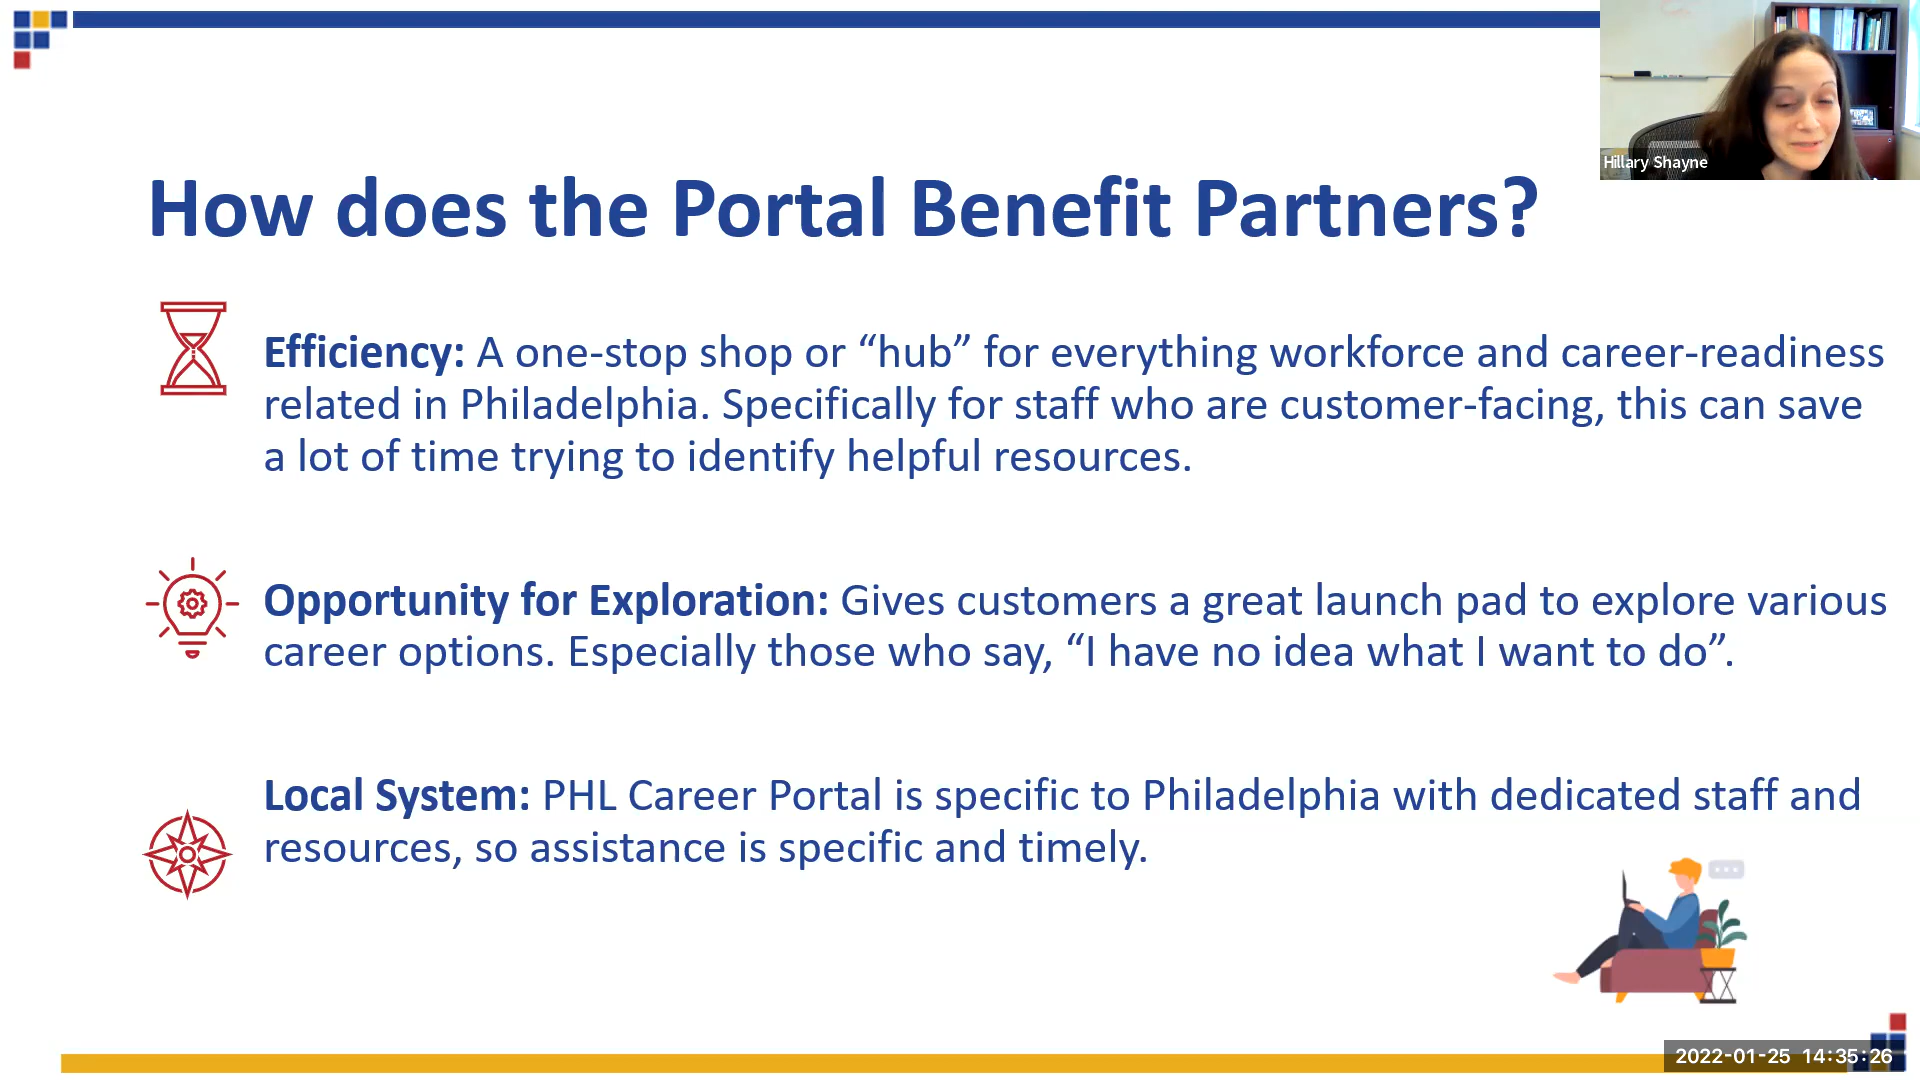 Hillary Shayne
How does the Portal Benefit Partners?
Efficiency: A one-stop shop or “hub” for everything workforce and career-readiness
related in Philadelphia. Specifically for staff who are customer-facing, this can save
a lot of time trying to identify helpful resources.
Opportunity for Exploration: Gives customers a great launch pad to explore various
career options. Especially those who say, “I have no idea what I want to do”.
Local System: PHL Career Portal is specific to Philadelphia with dedicated staff and
resources, so assistance is specific and timely.
2022-01-25 14:35:26